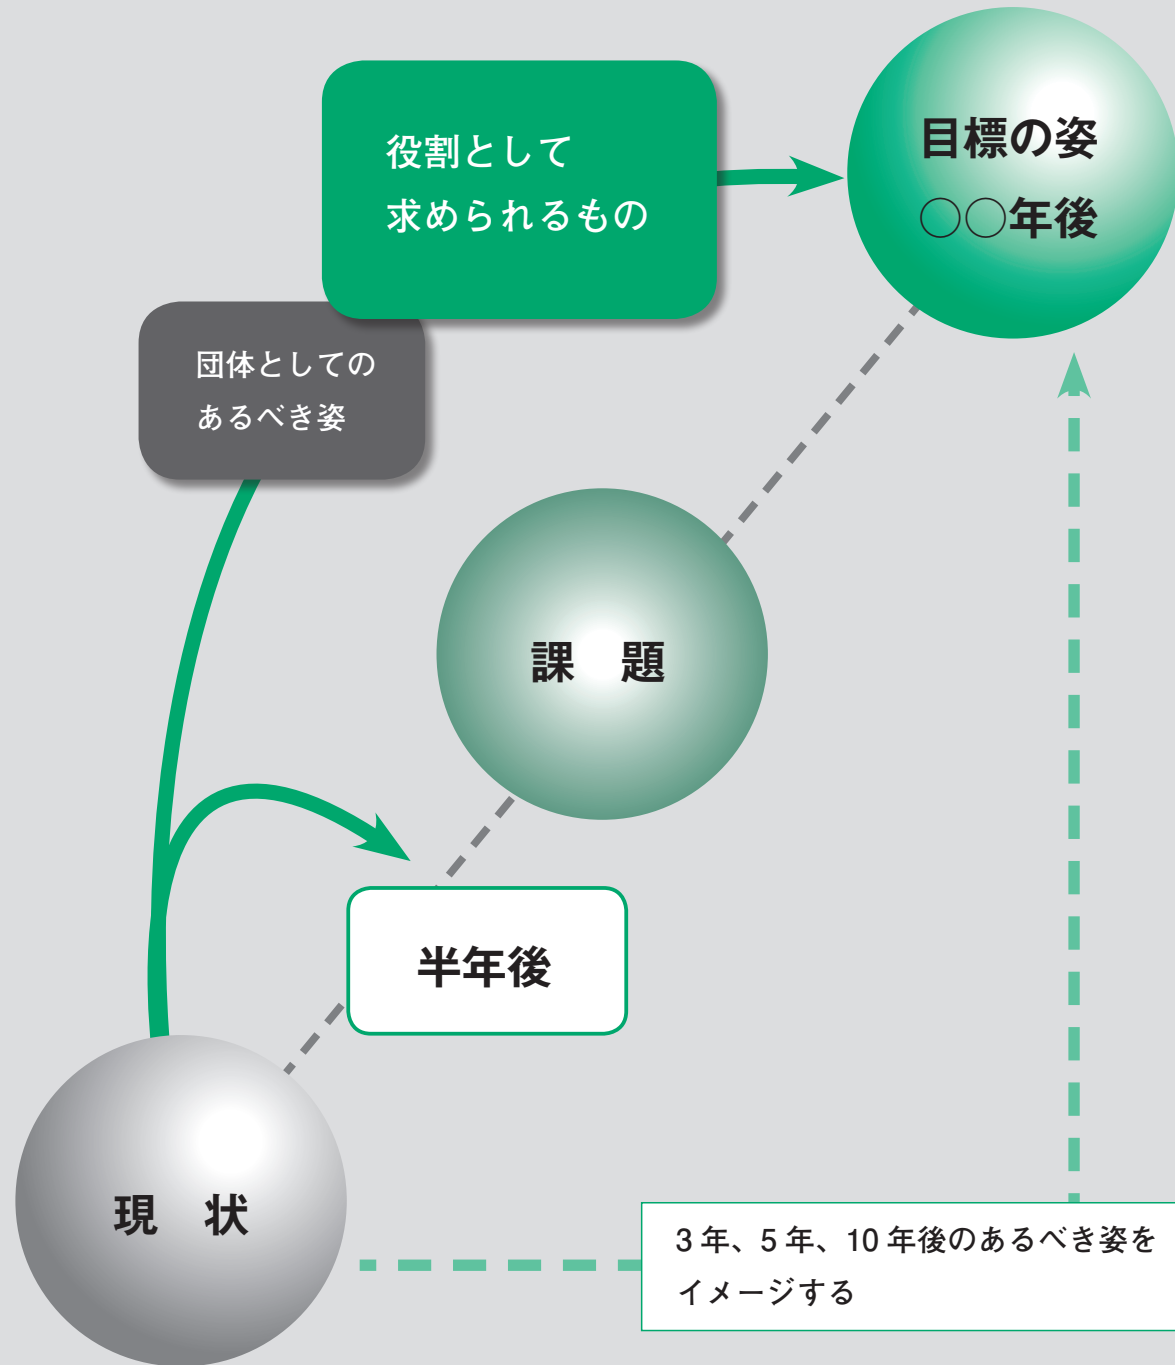 役割として
求められるもの
目標の姿
○○年後
団体としての
あるべき姿
課　題
半年後
現　状
3年、5年、10年後のあるべき姿を
イメージする